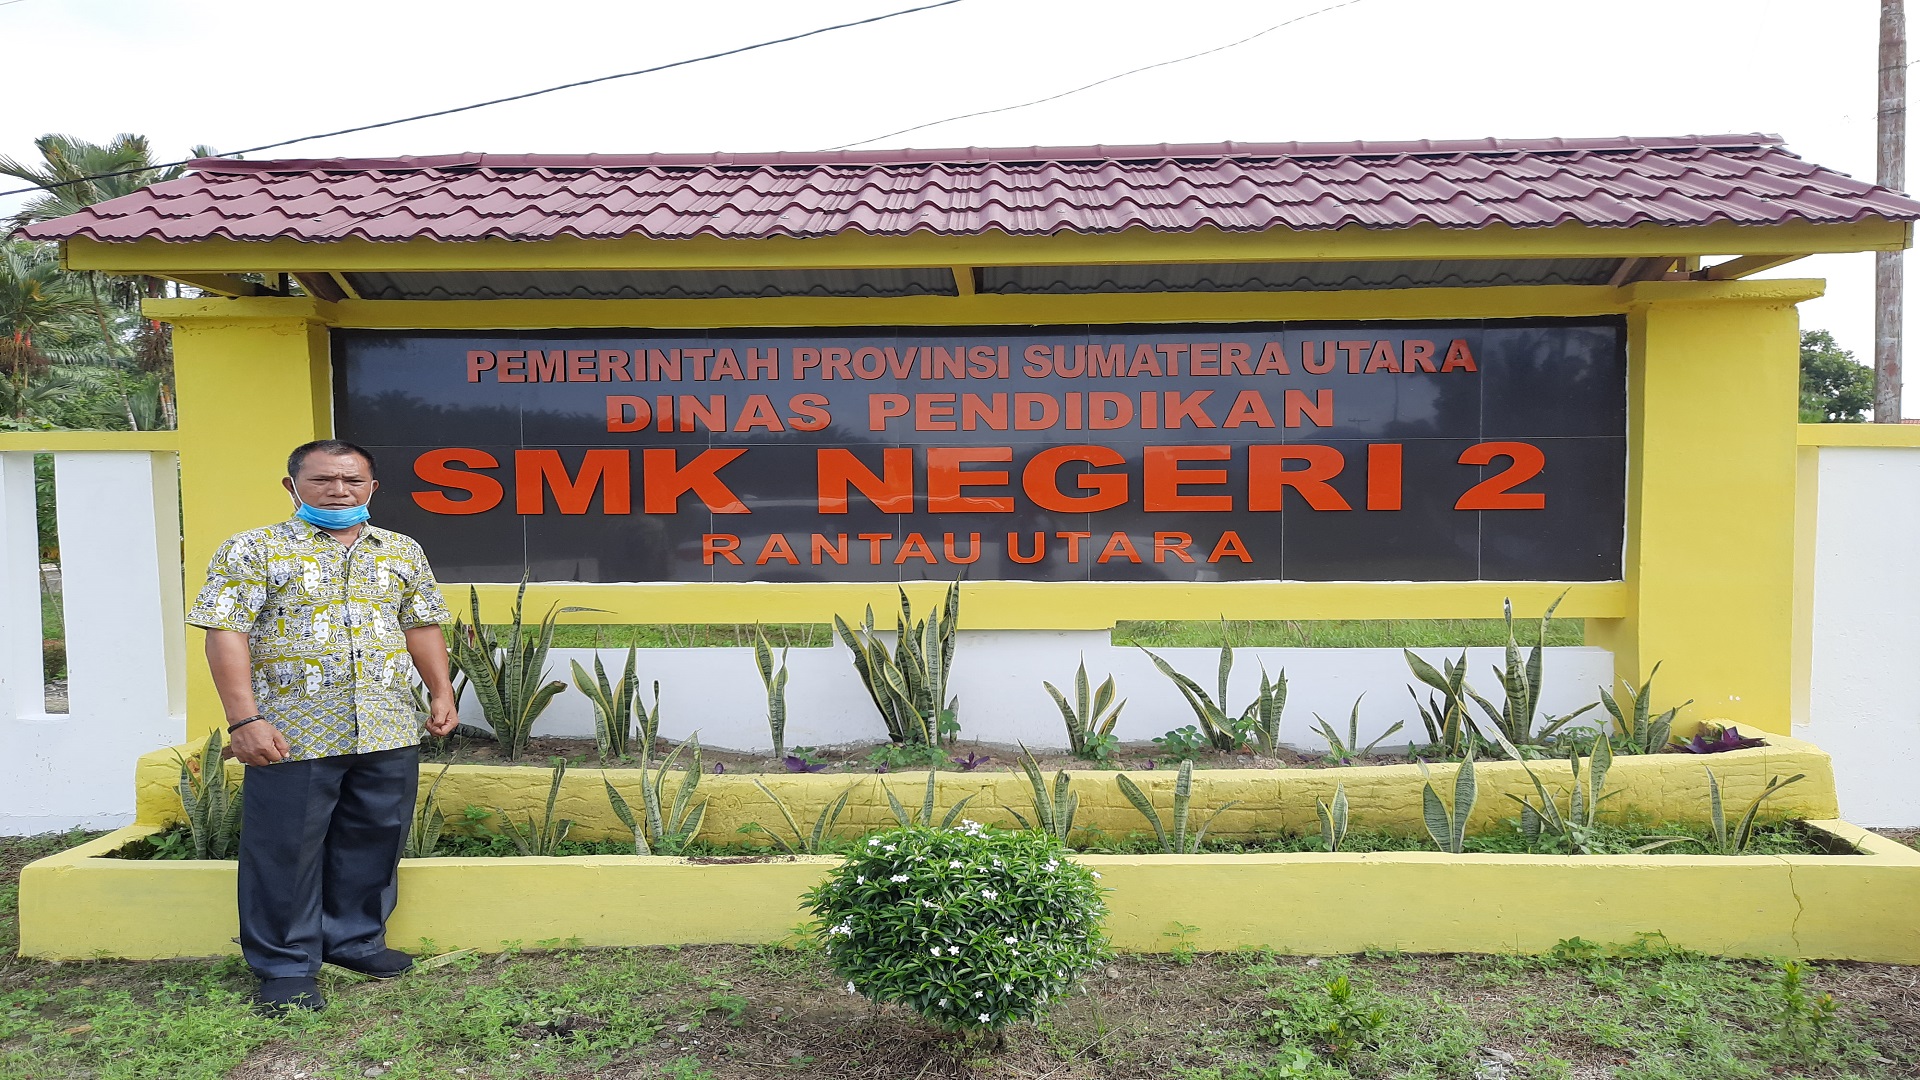 PEMERINTAH PROVINSI SUMATERA UTARA
DINAS PENDIDIKAN
SMK NEGERI 2
RANTAU UTARA